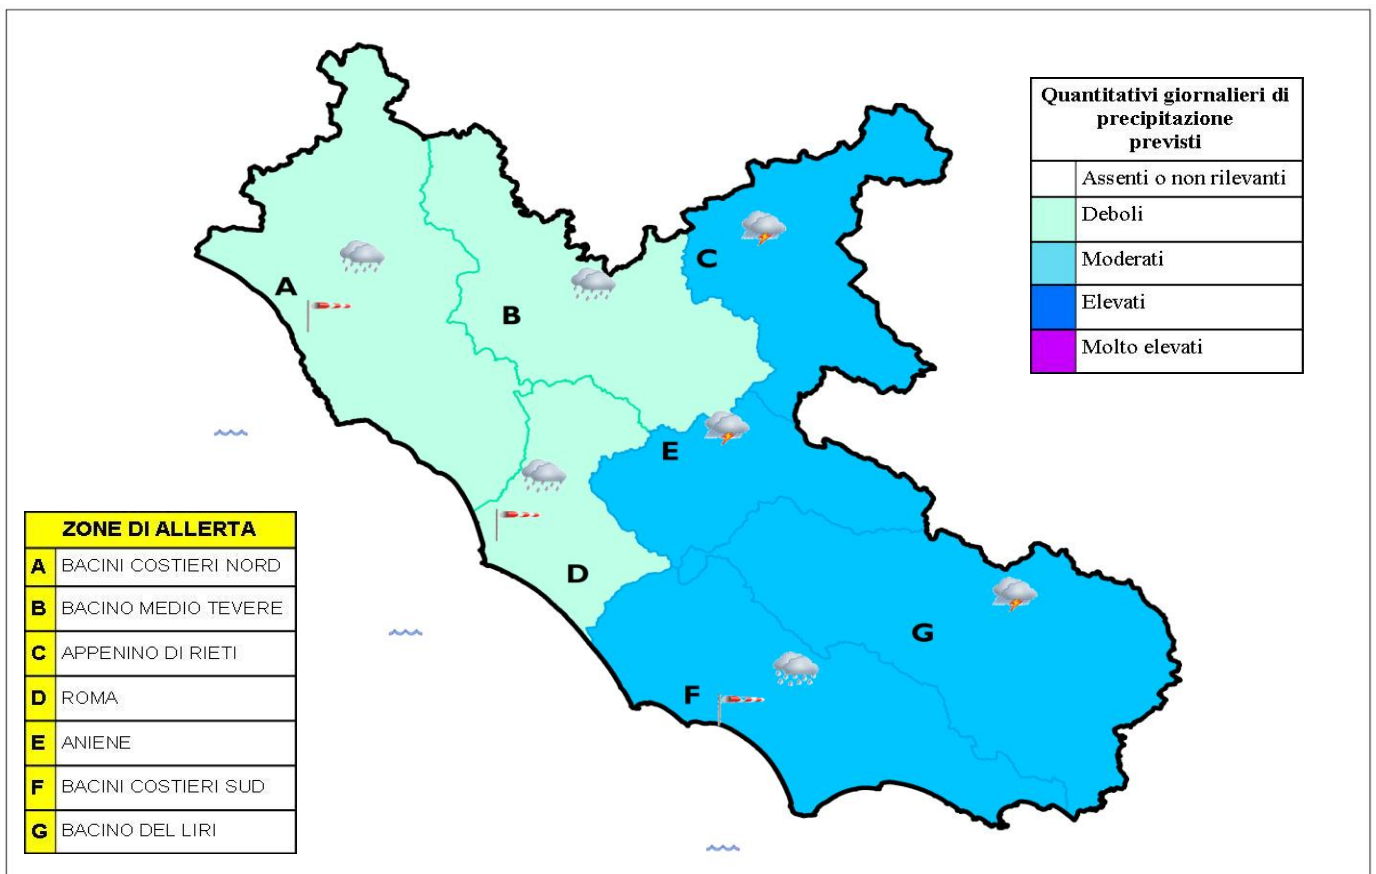 Quantitativi giornalieri di
precipitazione
previsti
Assenti o non rilevanti
Deboli
Moderati
Elevati
Molto elevati
A
B
C
D
E
F
G
ZONE DI ALLERTA
A BACINI COSTIERI NORD
B BACINO MEDIO TEVERE
C APPENINO DI RIETI
D ROMA
E ANIENE
F BACINI COSTIERI SUD
G BACINO DEL LIRI